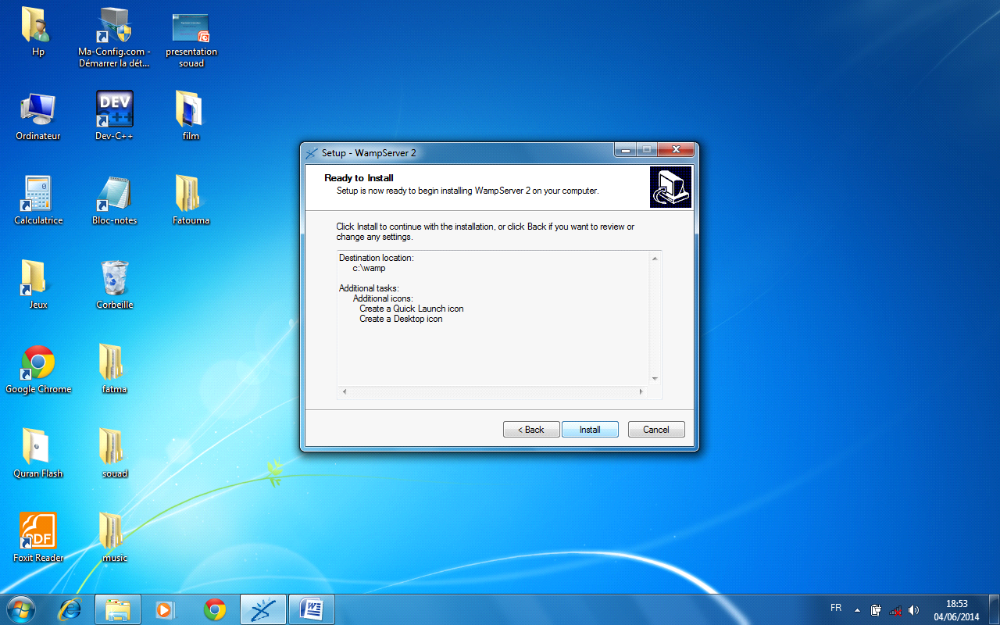 Hp
Ma-Config.com -
Démarrer la dét...
presentation
souad
Ordinateur
DEV
C++
Dev-C++
film
Calculatrice
Bloc-notes
Fatouma
Jeux
Corbeille
Google Chrome
fatma
Quran Flash
souad
PDF
Foxit Reader
music
Setup - WampServer 2
Ready to Install
Setup is now ready to begin installing WampServer 2 on your computer.
Click Install to continue with the installation, or click Back if you want to review or
change any settings.
Destination location:
c:\wamp
Additional tasks:
Additional icons:
Create a Quick Launch icon
Create a Desktop icon
< Back
Install
Cancel
FR
18:53
04/06/2014